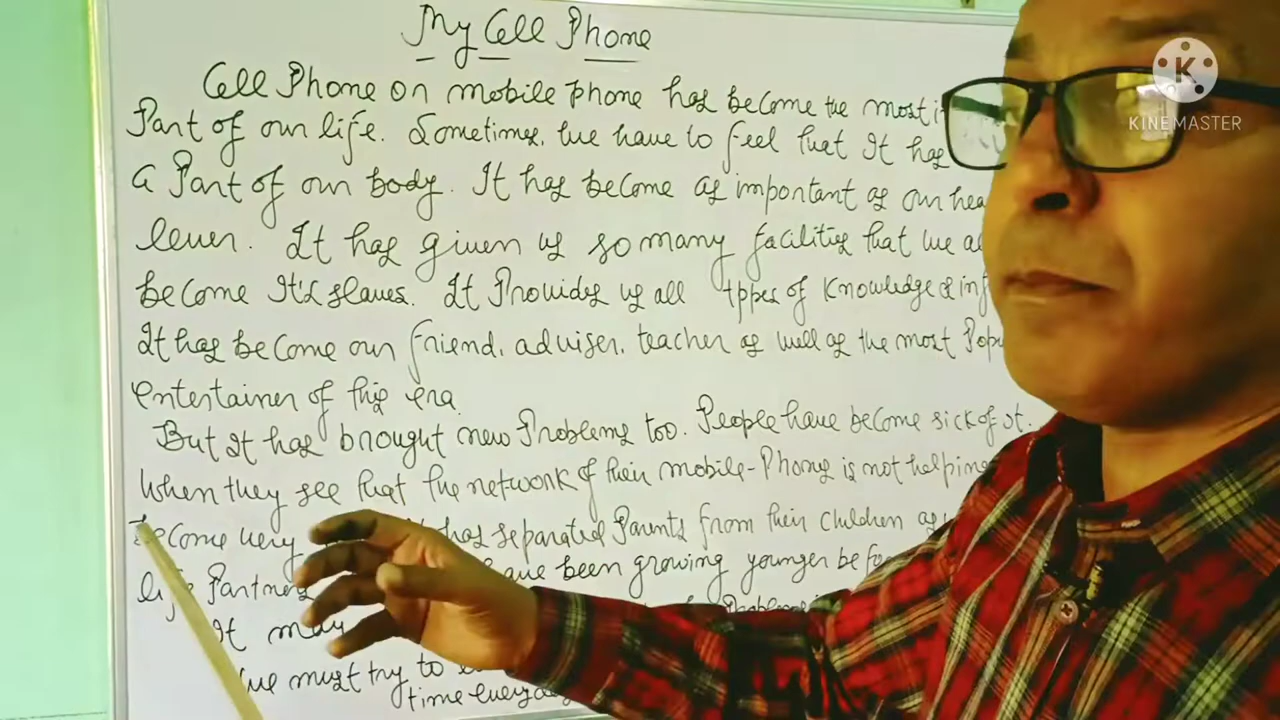 My Cell Phone
Cell Phone or mobile phone has become the most
Part of our life. Sometimes, we have to feel that It has
a Part of our body. It has become as important as our
lever. It has given us so many facilities that we
become It's slaves. It Provides us all types of Knowledge &
It has become our friend, adviser, teacher as well as the most
entertainer of this era.
But It has brought new Problems too. People have become sick of it.
When they see that the network of their mobile-Phone is not helping
become very has separated Parents from their children
life Partners have been growing younger
It may
We must try to
time everyday
KINEMASTER